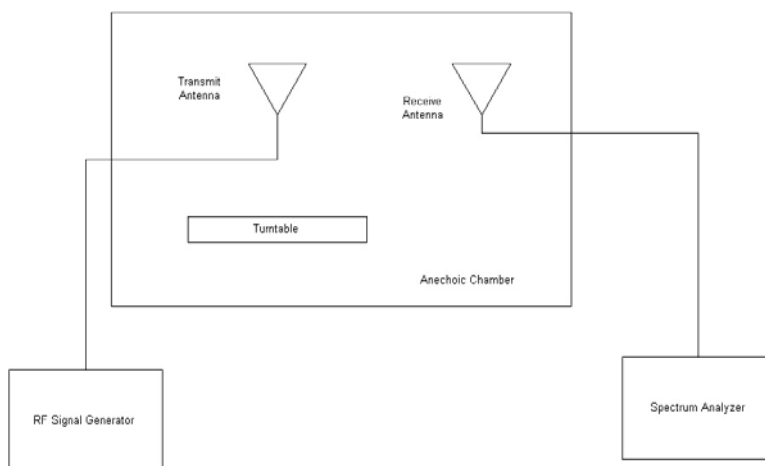 Transmit
Antenna
Receive
Antenna
Turntable
Anechoic Chamber
RF Signal Generator
Spectrum Analyzer